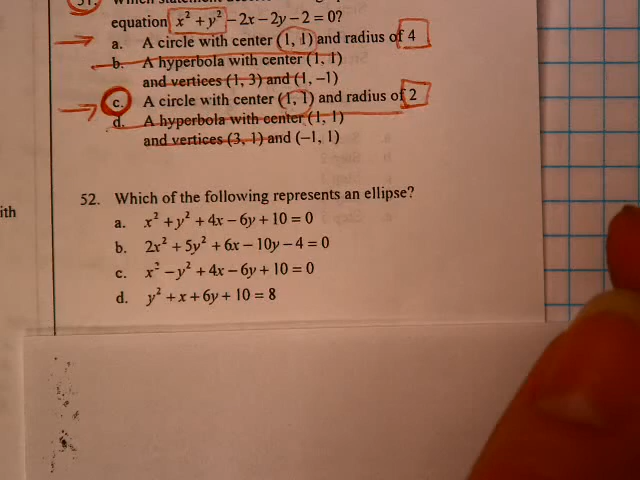 51. Which statement
equation x² + y² – 2x – 2y – 2 = 0?
a. A circle with center (1, 1) and radius of 4
b. A hyperbola with center (1, 1)
and vertices (1, 3) and (1, –1)
c. A circle with center (1, 1) and radius of 2
d. A hyperbola with center (1, 1)
and vertices (3, 1) and (–1, 1)
ith
52. Which of the following represents an ellipse?
a. x² + y² + 4x – 6y + 10 = 0
b. 2x² + 5y² + 6x – 10y – 4 = 0
c. x² – y² + 4x – 6y + 10 = 0
d. y² + x + 6y + 10 = 8